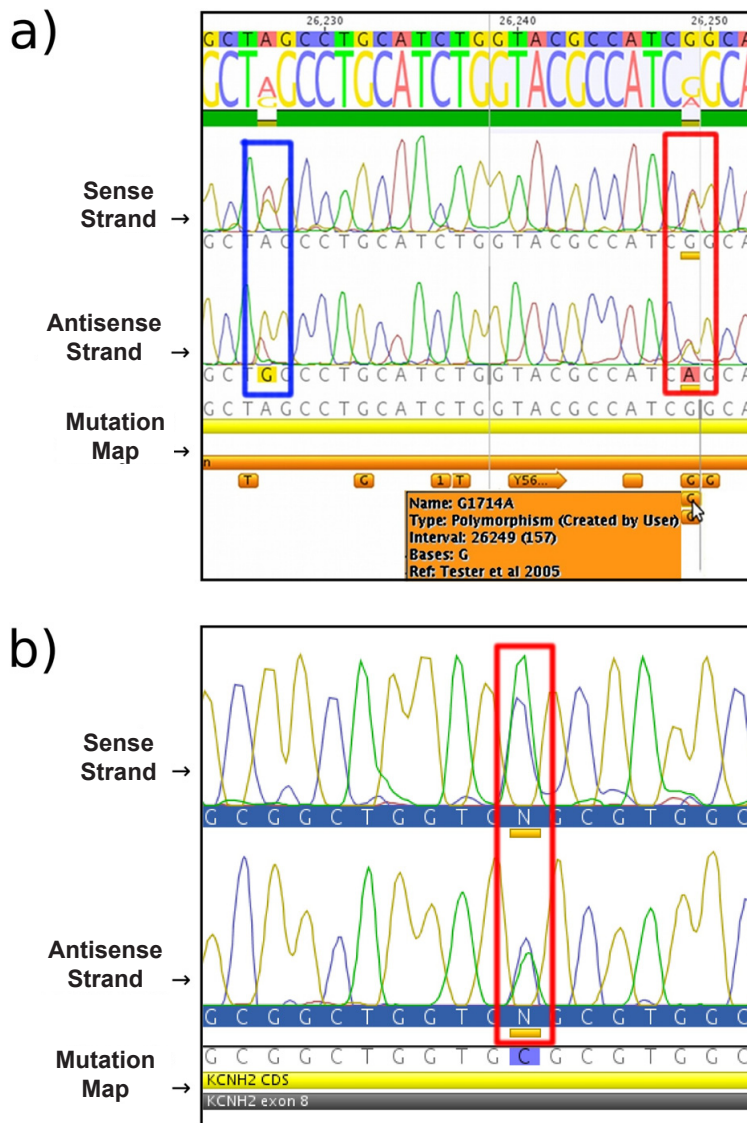 a)
26,230 26,240 26,250
G C T A G C C T G C A T C T G G T A C G C C A T C G G C A
GCTAGCCTGCATCTGGTACGCCATCGGCA
G A
Sense
Strand →
G C T A G C C T G C A T C T G G T A C G C C A T C G G C A
Antisense
Strand →
G C T G G C C T G C A T C T G G T A C G C C A T C A G C A
Mutation
Map →
G C T A G C C T G C A T C T G G T A C G C C A T C G G C A
n
T G 1 T Y56... G G
G
G
Name: G1714A
Type: Polymorphism (Created by User)
Interval: 26249 (157)
Bases: G
Ref: Tester et al 2005
b)
Sense
Strand →
G C G G C T G G T G N G C G T G G C
Antisense
Strand →
G C G G C T G G T G N G C G T G G C
Mutation
Map →
G C G G C T G G T G C G C G T G G C
KCNH2 CDS
KCNH2 exon 8